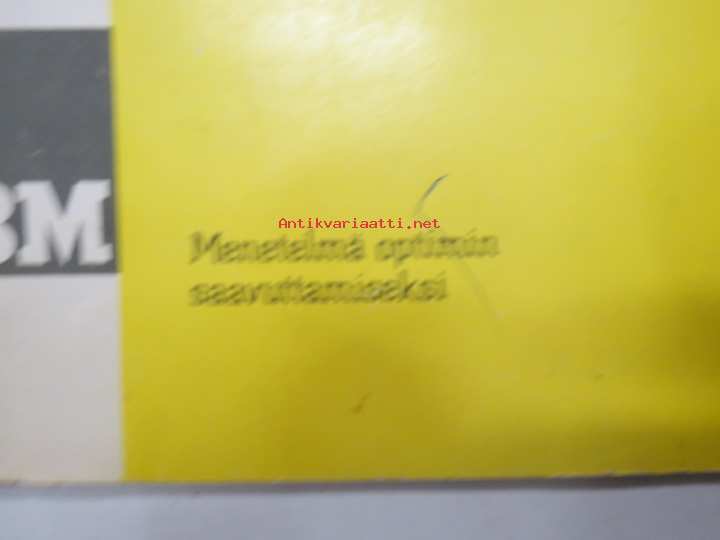 BM
Antikvariaatti.net
Menetelmä optimin
saavuttamiseksi